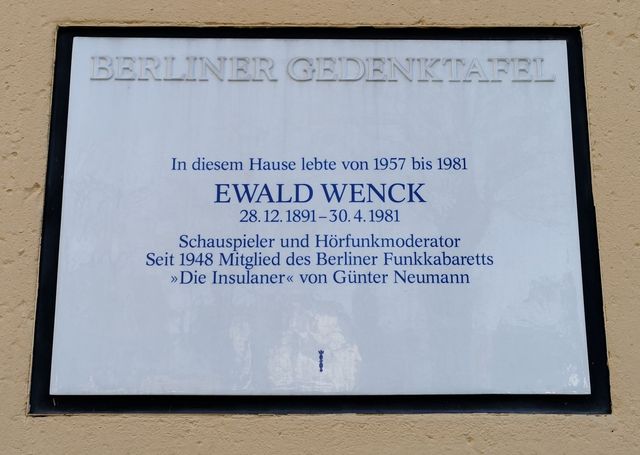 BERLINER GEDENKTAFEL
In diesem Hause lebte von 1957 bis 1981
EWALD WENCK
28.12.1891–30.4.1981
Schauspieler und Hörfunkmoderator
Seit 1948 Mitglied des Berliner Funkkabaretts
»Die Insulaner« von Günter Neumann